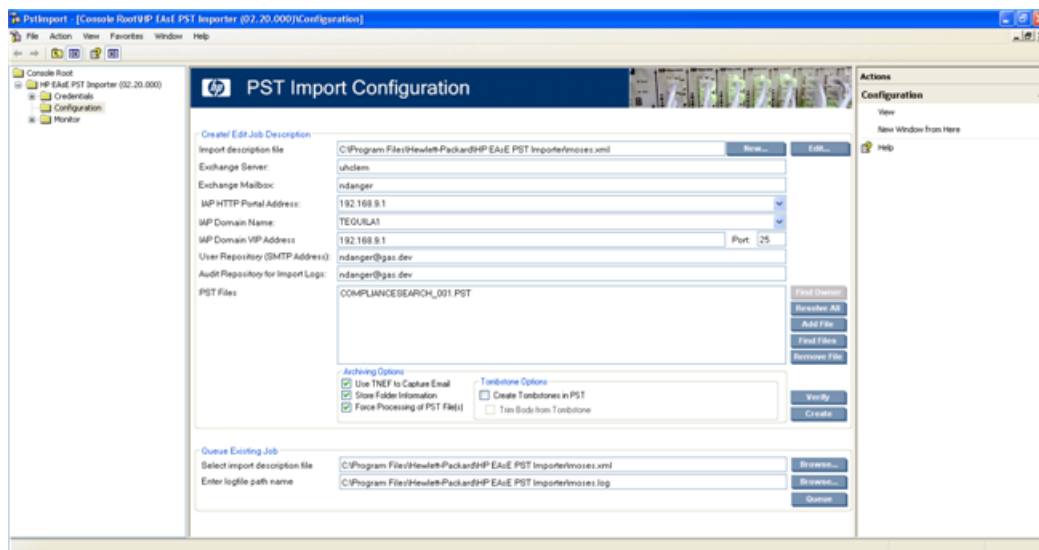 PstImport - [Console Root\HP EAsE PST Importer (02.20.000)\Configuration]
File Action View Favorites Window Help
Console Root
HP EAsE PST Importer (02.20.000)
Credentials
Configuration
Monitor
hp
PST Import Configuration
Create/ Edit Job Description
Import description file C:\Program Files\Hewlett-Packard\HP EAsE PST Importer\moses.xml New... Edit...
Exchange Server: uhclem
Exchange Mailbox: ndanger
IAP HTTP Portal Address: 192.168.9.1
IAP Domain Name: TEQUILA1
IAP Domain VIP Address 192.168.9.1 Port 25
User Repository (SMTP Address): ndanger@gas.dev
Audit Repository for Import Logs: ndanger@gas.dev
PST Files COMPLIANCESEARCH_001.PST
Find Owner
Resolve All
Add File
Find Files
Remove File
Archiving Options
Use TNEF to Capture Email
Store Folder Information
Force Processing of PST File(s)
Tombstone Options
Create Tombstones in PST
Trim Body from Tombstone
Verify
Create
Queue Existing Job
Select import description file C:\Program Files\Hewlett-Packard\HP EAsE PST Importer\moses.xml Browse...
Enter logfile path name C:\Program Files\Hewlett-Packard\HP EAsE PST Importer\moses.log Browse...
Queue
Actions
Configuration
View
New Window from Here
Help